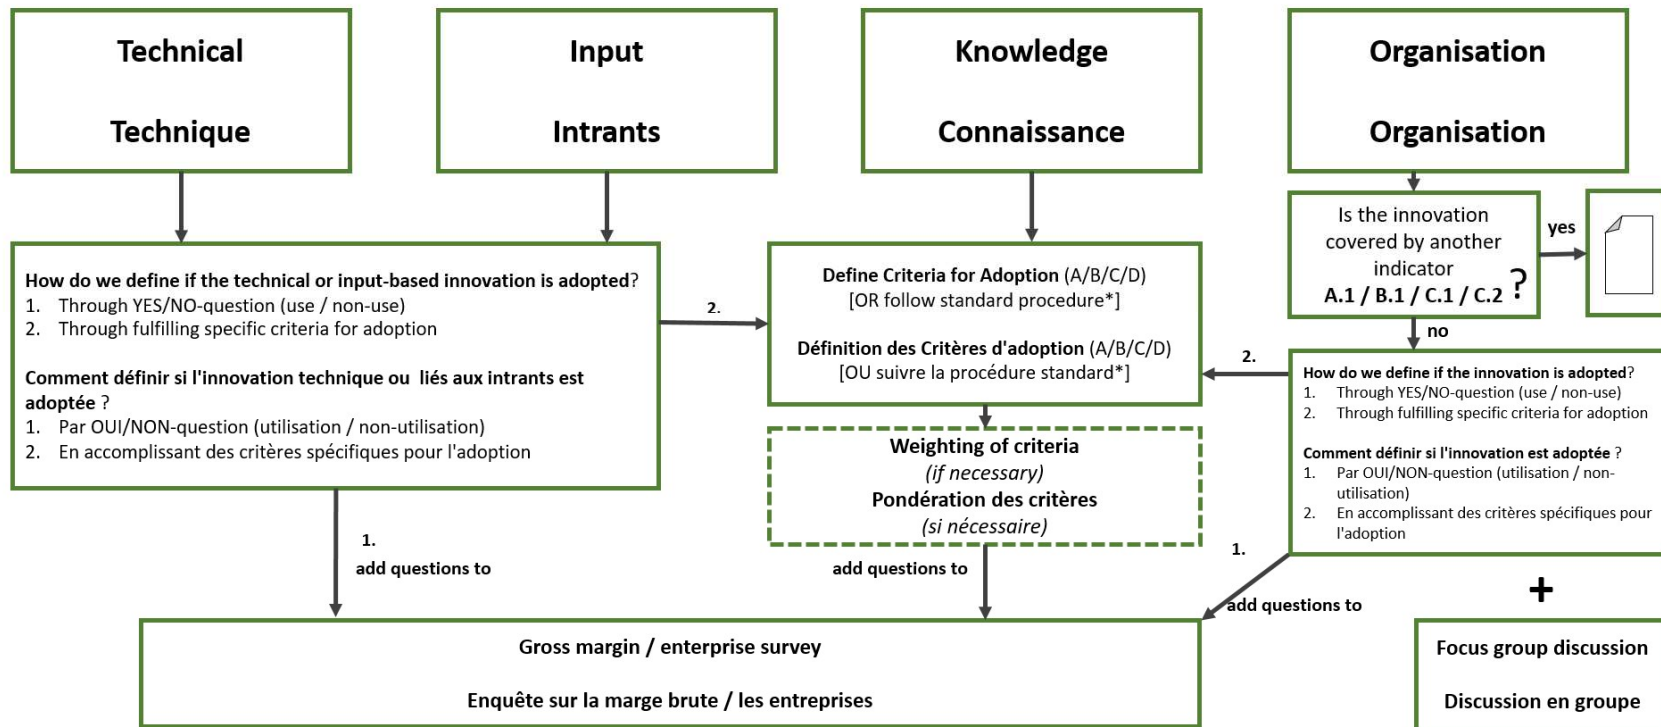 Technical
Technique
Input
Intrants
Knowledge
Connaissance
Organisation
Organisation
Is the innovation
covered by another
indicator
A.1 / B.1 / C.1 / C.2 ?
yes
no
How do we define if the technical or input-based innovation is adopted?
1. Through YES/NO-question (use / non-use)
2. Through fulfilling specific criteria for adoption
Comment définir si l'innovation technique ou liés aux intrants est
adoptée ?
1. Par OUI/NON-question (utilisation / non-utilisation)
2. En accomplissant des critères spécifiques pour l'adoption
2.
Define Criteria for Adoption (A/B/C/D)
[OR follow standard procedure*]
Définition des Critères d'adoption (A/B/C/D)
[OU suivre la procédure standard*]
2.
How do we define if the innovation is adopted?
1. Through YES/NO-question (use / non-use)
2. Through fulfilling specific criteria for adoption
Comment définir si l'innovation est adoptée ?
1. Par OUI/NON-question (utilisation / non-
utilisation)
2. En accomplissant des critères spécifiques pour
l'adoption
Weighting of criteria
(if necessary)
Pondération des critères
(si nécessaire)
1.
add questions to
add questions to
1.
add questions to
+
Gross margin / enterprise survey
Enquête sur la marge brute / les entreprises
Focus group discussion
Discussion en groupe